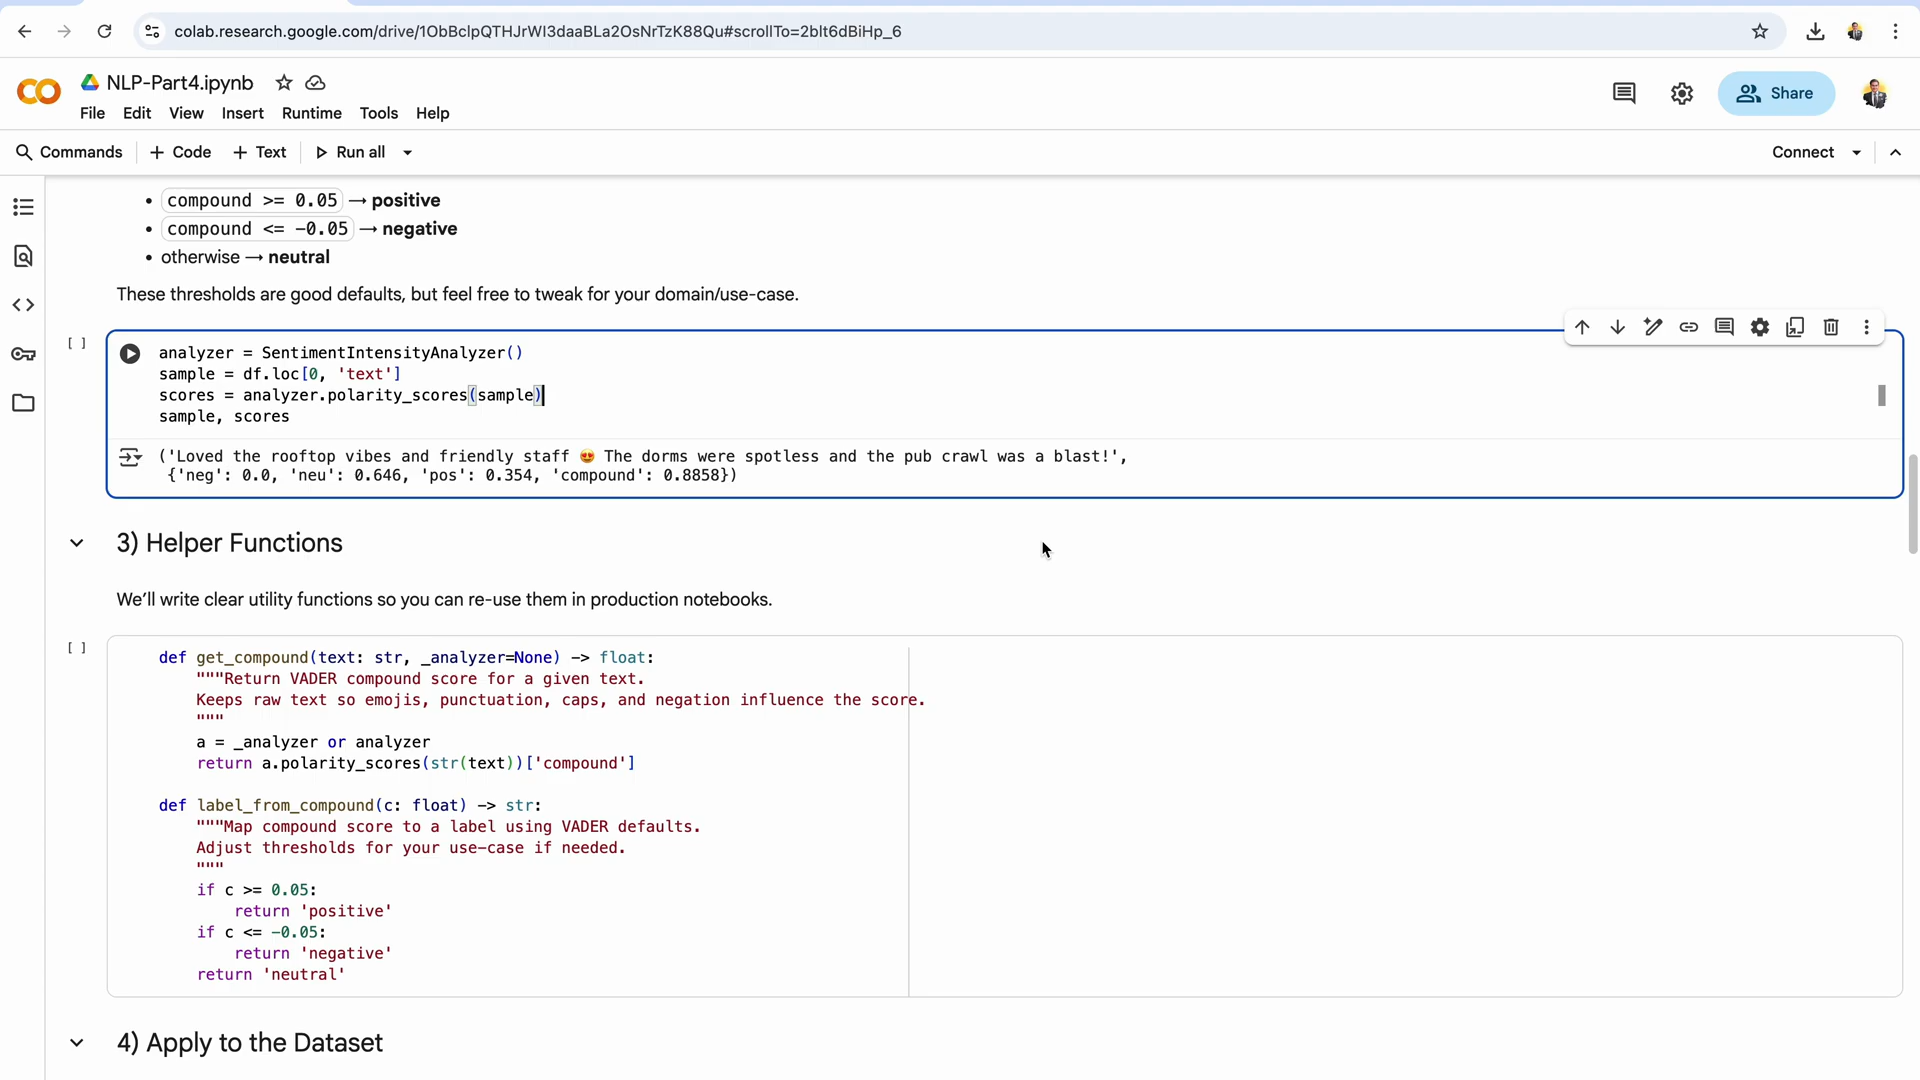 colab.research.google.com/drive/1ObBclpQTHJrWl3daaBLa2OsNrTzK88Qu#scrollTo=2blt6dBiHp_6
NLP-Part4.ipynb
File Edit View Insert Runtime Tools Help
Share
Commands + Code + Text Run all
Connect
• compound >= 0.05 → positive
• compound <= -0.05 → negative
• otherwise → neutral
These thresholds are good defaults, but feel free to tweak for your domain/use-case.
[ ]
analyzer = SentimentIntensityAnalyzer()
sample = df.loc[0, 'text']
scores = analyzer.polarity_scores(sample)
sample, scores
('Loved the rooftop vibes and friendly staff 😍 The dorms were spotless and the pub crawl was a blast!',
{'neg': 0.0, 'neu': 0.646, 'pos': 0.354, 'compound': 0.8858})
3) Helper Functions
We’ll write clear utility functions so you can re-use them in production notebooks.
[ ]
def get_compound(text: str, _analyzer=None) -> float:
"""Return VADER compound score for a given text.
Keeps raw text so emojis, punctuation, caps, and negation influence the score.
"""
a = _analyzer or analyzer
return a.polarity_scores(str(text))['compound']
def label_from_compound(c: float) -> str:
"""Map compound score to a label using VADER defaults.
Adjust thresholds for your use-case if needed.
"""
if c >= 0.05:
return 'positive'
if c <= -0.05:
return 'negative'
return 'neutral'
4) Apply to the Dataset